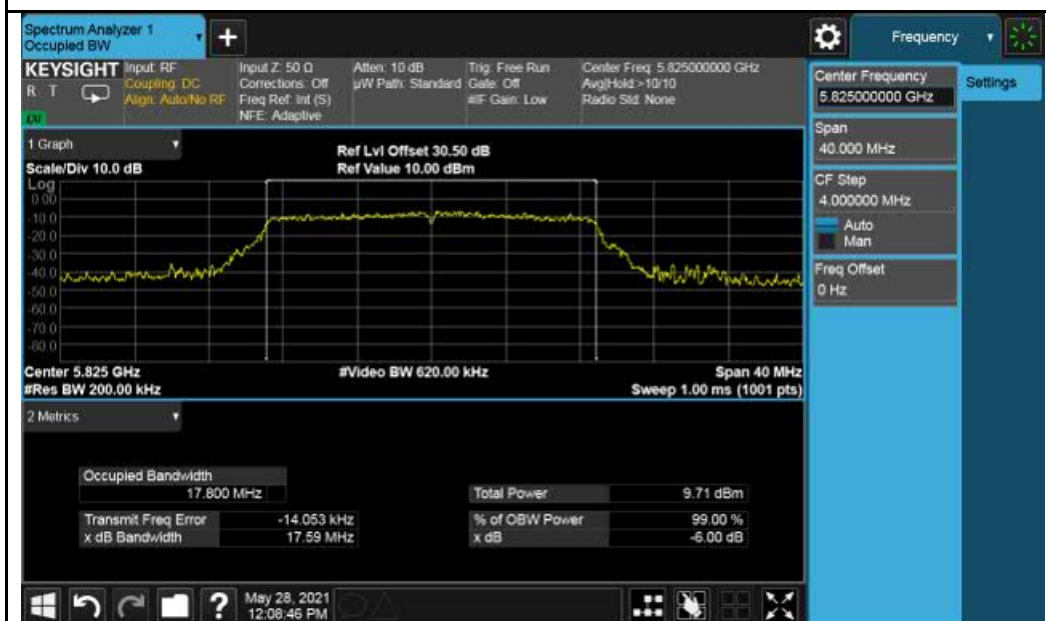 Spectrum Analyzer 1
Occupied BW
+
Frequency
KEYSIGHT
R T
Input: RF
Coupling: DC
Align: Auto/No RF
Input Z: 50 Ω
Corrections: Off
Freq Ref: Int (S)
NFE: Adaptive
Atten: 10 dB
µW Path: Standard
Trig: Free Run
Gate: Off
#IF Gain: Low
Center Freq: 5.825000000 GHz
Avg|Hold:>10/10
Radio Std: None
Center Frequency
5.825000000 GHz
Settings
Span
40.000 MHz
CF Step
4.000000 MHz
Auto
Man
Freq Offset
0 Hz
1 Graph
Scale/Div 10.0 dB
Ref Lvl Offset 30.50 dB
Ref Value 10.00 dBm
Log
0.00
-10.0
-20.0
-30.0
-40.0
-50.0
-60.0
-70.0
-80.0
Center 5.825 GHz
#Video BW 620.00 kHz
Span 40 MHz
#Res BW 200.00 kHz
Sweep 1.00 ms (1001 pts)
2 Metrics
Occupied Bandwidth
17.800 MHz
Total Power 9.71 dBm
Transmit Freq Error -14.053 kHz
% of OBW Power 99.00 %
x dB Bandwidth 17.59 MHz
x dB -6.00 dB
?
May 28, 2021
12:08:46 PM